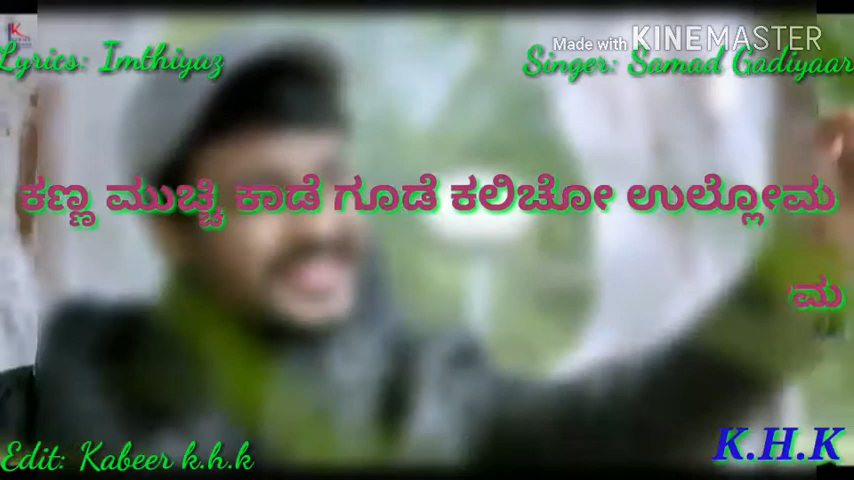 Made with KINEMASTER
Lyrics: Imthiyaz
Singer: Samad Gadiyaar
ಕಣ್ಣ ಮುಚ್ಚಿ ಕಾಡೆ ಗೂಡೆ ಕಲಿಚೋ ಉಲ್ಲೋಮ
ಮ
Edit: Kabeer k.h.k
K.H.K